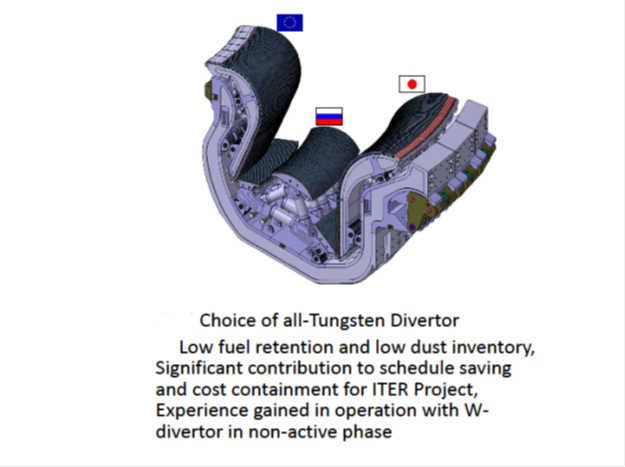 Choice of all-Tungsten Divertor
Low fuel retention and low dust inventory,
Significant contribution to schedule saving
and cost containment for ITER Project,
Experience gained in operation with W-
divertor in non-active phase